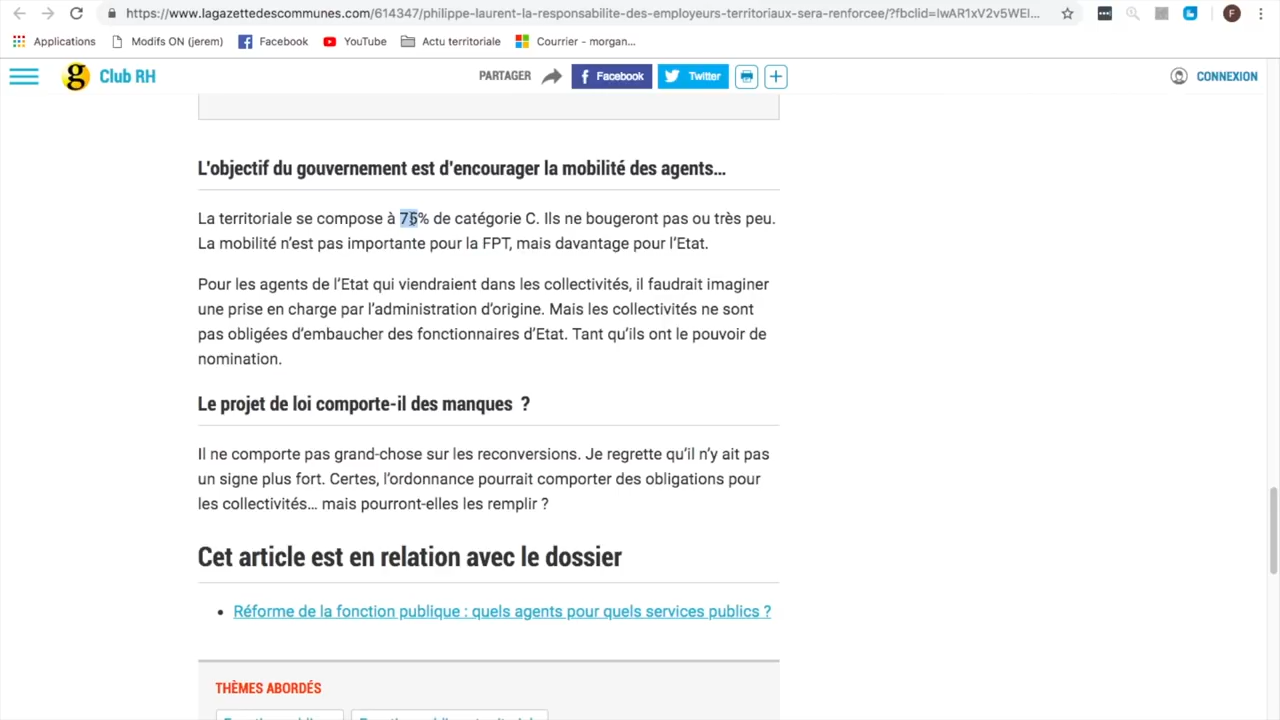 https://www.lagazettedescommunes.com/614347/philippe-laurent-la-responsabilite-des-employeurs-territoriaux-sera-renforcee/?fbclid=IwAR1xV2v5WEI...
F
Applications Modifs ON (jerem) Facebook YouTube Actu territoriale Courrier - morgan...
g Club RH PARTAGER Facebook Twitter CONNEXION
L'objectif du gouvernement est d'encourager la mobilité des agents...
La territoriale se compose à 75% de catégorie C. Ils ne bougeront pas ou très peu.
La mobilité n'est pas importante pour la FPT, mais davantage pour l'Etat.
Pour les agents de l'Etat qui viendraient dans les collectivités, il faudrait imaginer
une prise en charge par l'administration d'origine. Mais les collectivités ne sont
pas obligées d'embaucher des fonctionnaires d'Etat. Tant qu'ils ont le pouvoir de
nomination.
Le projet de loi comporte-il des manques ?
Il ne comporte pas grand-chose sur les reconversions. Je regrette qu'il n'y ait pas
un signe plus fort. Certes, l'ordonnance pourrait comporter des obligations pour
les collectivités... mais pourront-elles les remplir ?
Cet article est en relation avec le dossier
Réforme de la fonction publique : quels agents pour quels services publics ?
THÈMES ABORDÉS